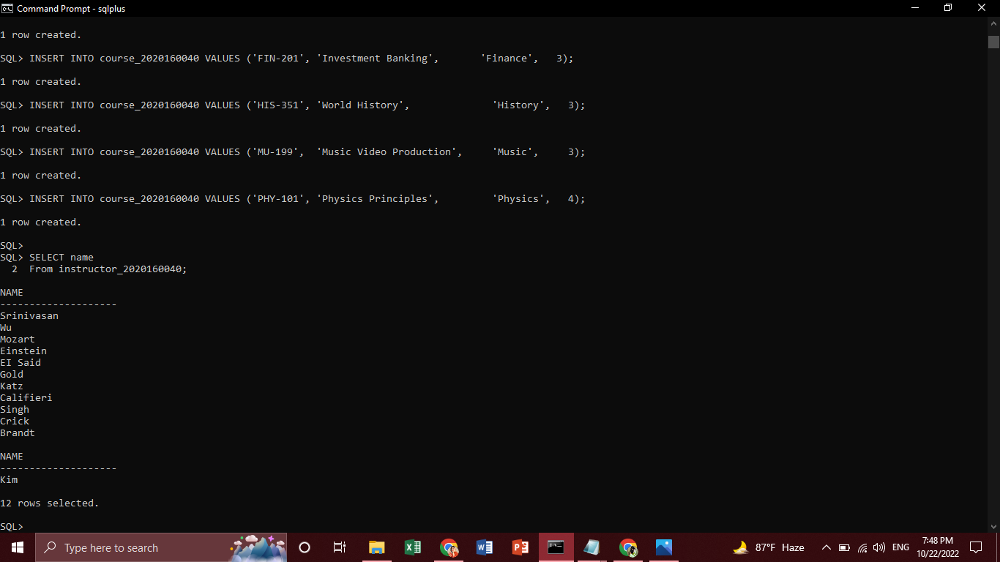 Command Prompt - sqlplus
1 row created.
SQL> INSERT INTO course_2020160040 VALUES ('FIN-201', 'Investment Banking',       'Finance',   3);
1 row created.
SQL> INSERT INTO course_2020160040 VALUES ('HIS-351', 'World History',              'History',   3);
1 row created.
SQL> INSERT INTO course_2020160040 VALUES ('MU-199',  'Music Video Production',     'Music',     3);
1 row created.
SQL> INSERT INTO course_2020160040 VALUES ('PHY-101', 'Physics Principles',         'Physics',   4);
1 row created.
SQL>
SQL> SELECT name
  2  From instructor_2020160040;
NAME
--------------------
Srinivasan
Wu
Mozart
Einstein
EI Said
Gold
Katz
Califieri
Singh
Crick
Brandt
NAME
--------------------
Kim
12 rows selected.
SQL>
Type here to search
87°F Haze
ENG
7:48 PM
10/22/2022